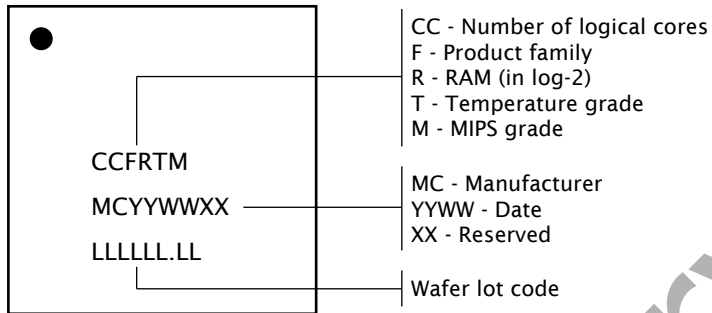 CC - Number of logical cores
F - Product family
R - RAM (in log-2)
T - Temperature grade
M - MIPS grade
CCFRTM
MCYYWWXX
LLLLLL.LL
MC - Manufacturer
YYWW - Date
XX - Reserved
Wafer lot code